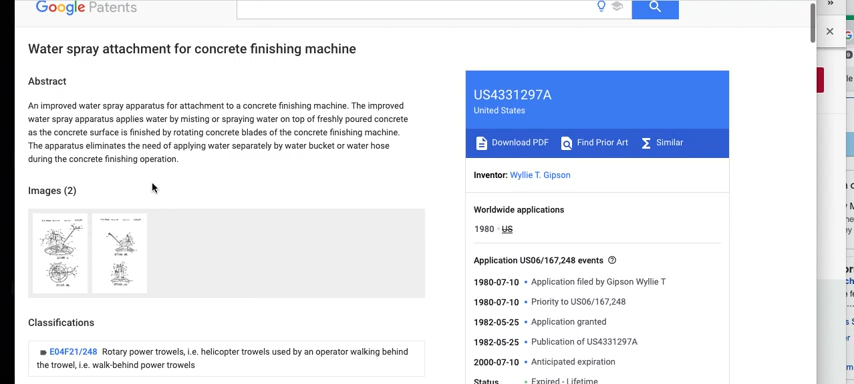 Google Patents
Water spray attachment for concrete finishing machine
Abstract
An improved water spray apparatus for attachment to a concrete finishing machine. The improved
water spray apparatus applies water by misting or spraying water on top of freshly poured concrete
as the concrete surface is finished by rotating concrete blades of the concrete finishing machine.
The apparatus eliminates the need of applying water separately by water bucket or water hose
during the concrete finishing operation.
Images (2)
Classifications
E04F21/248 Rotary power trowels, i.e. helicopter trowels used by an operator walking behind
the trowel, i.e. walk-behind power trowels
US4331297A
United States
Download PDF Find Prior Art Similar
Inventor: Wyllie T. Gipson
Worldwide applications
1980 · US
Application US06/167,248 events
1980-07-10 • Application filed by Gipson Wyllie T
1980-07-10 • Priority to US06/167,248
1982-05-25 • Application granted
1982-05-25 • Publication of US4331297A
2000-07-10 • Anticipated expiration
Status • Expired - Lifetime